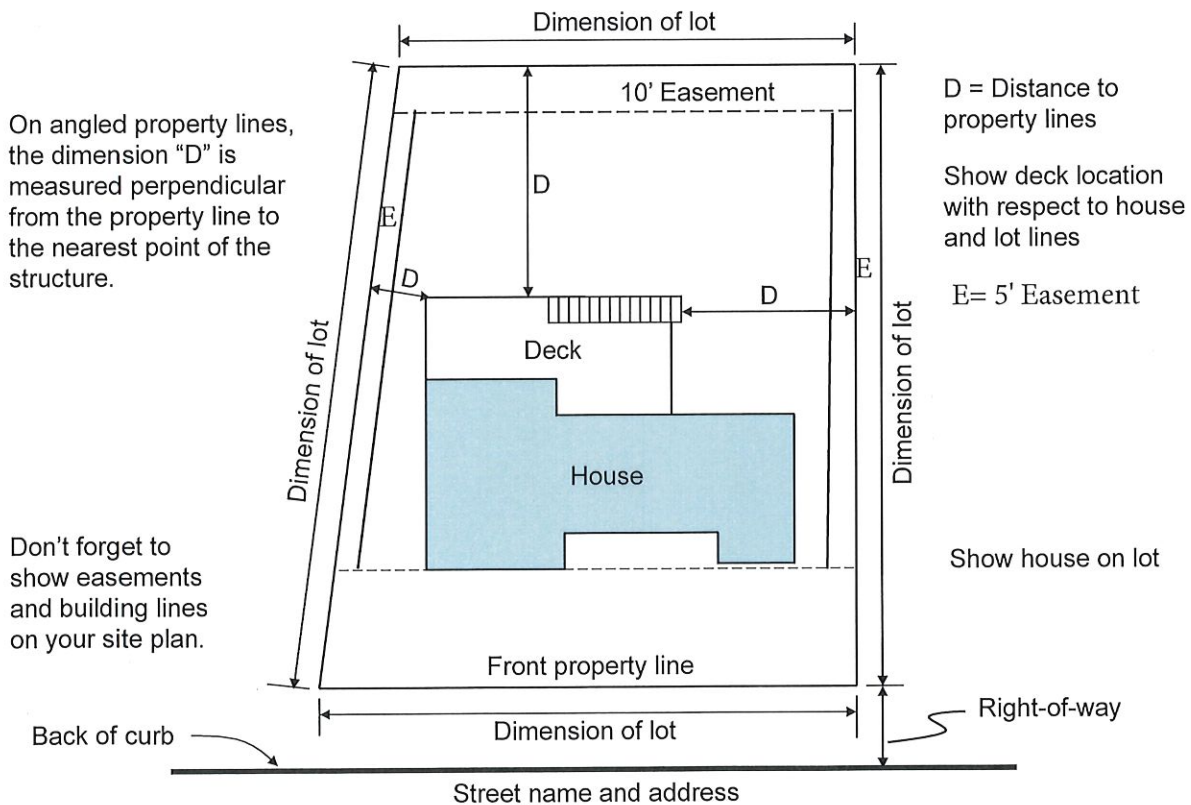 Dimension of lot
10' Easement
D = Distance to
property lines
On angled property lines,
the dimension “D” is
measured perpendicular
from the property line to
the nearest point of the
structure.
Show deck location
with respect to house
and lot lines
D
E
E
E= 5' Easement
D
D
Deck
Dimension of lot
Dimension of lot
House
Don’t forget to
show easements
and building lines
on your site plan.
Show house on lot
Front property line
Right-of-way
Dimension of lot
Back of curb
Street name and address